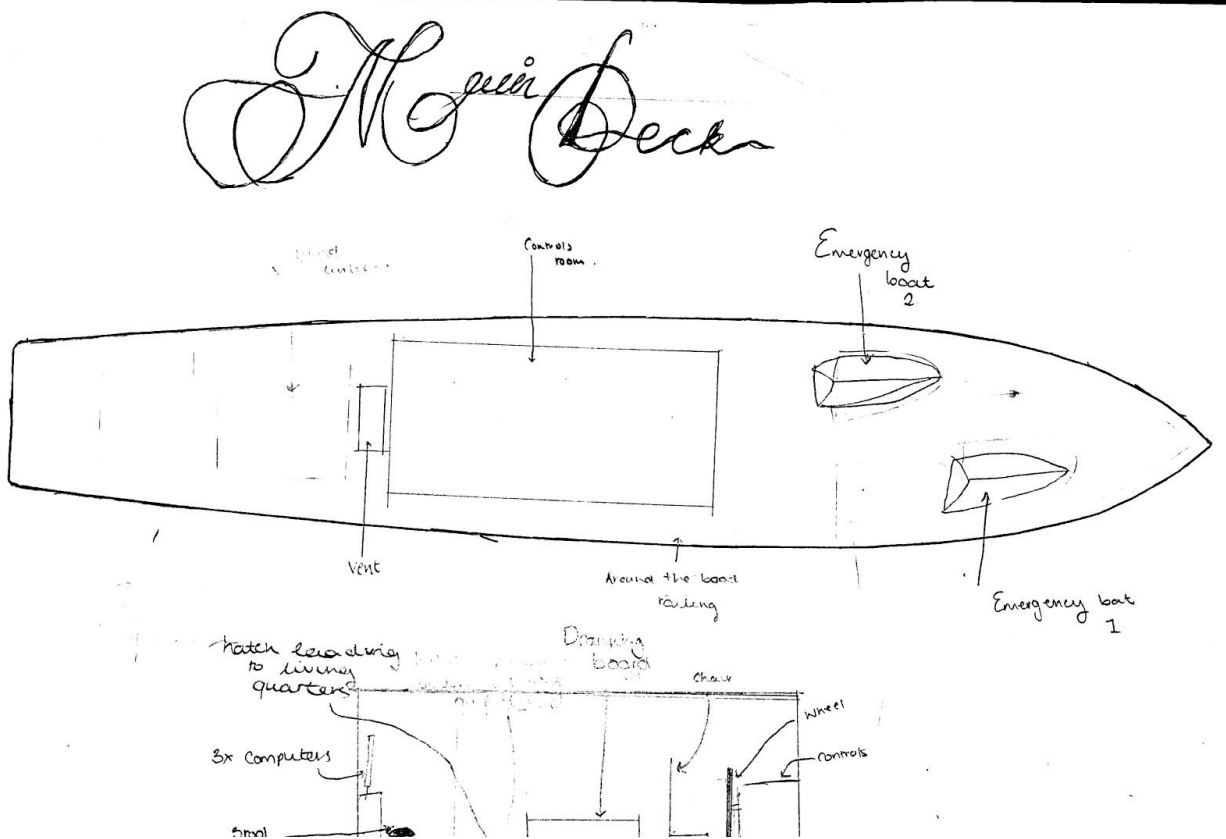 Main Deck
Controls
room.
Emergency
boat
2
Vent
Around the boat
railing
Emergency boat
1
hatch leading
to living
quarters
Drawing
board
chair
wheel
controls
3x Computers
Stool